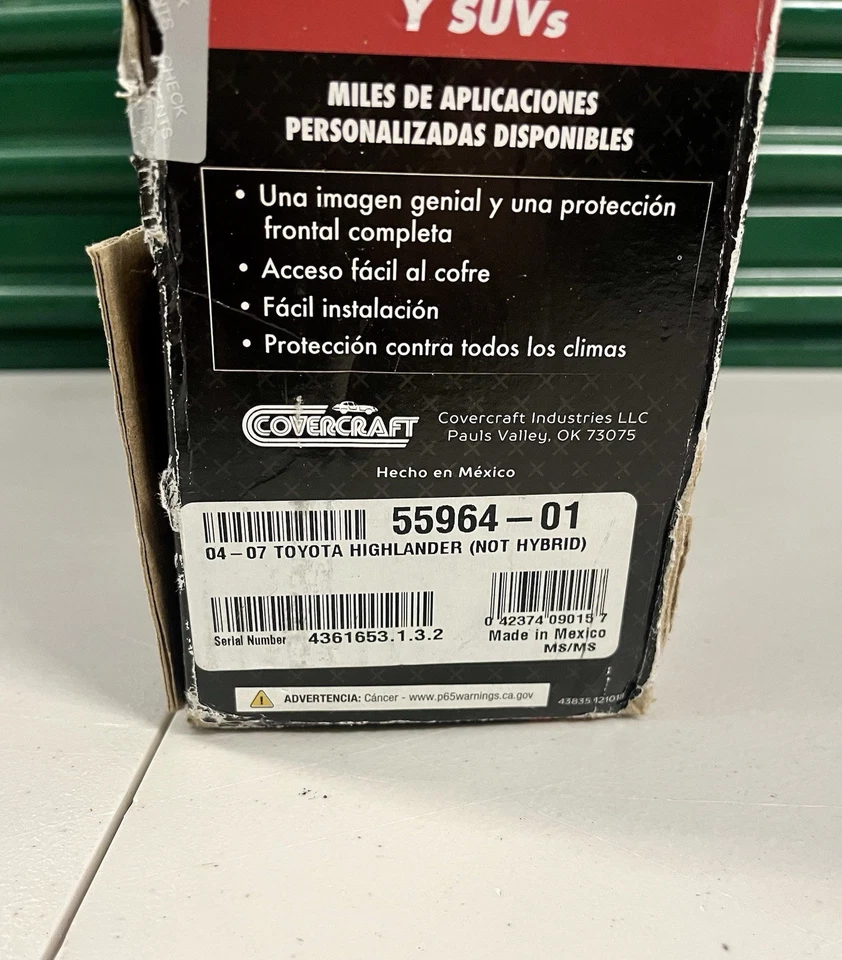 Y SUVs
CHECK
MILES DE APLICACIONES
PERSONALIZADAS DISPONIBLES
• Una imagen genial y una protección
frontal completa
• Acceso fácil al cofre
• Fácil instalación
• Protección contra todos los climas
COVERCRAFT
Covercraft Industries LLC
Pauls Valley, OK 73075
Hecho en México
55964-01
04-07 TOYOTA HIGHLANDER (NOT HYBRID)
Serial Number 4361653.1.3.2
0 42374 09015 7
Made in Mexico
MS/MS
ADVERTENCIA: Cáncer - www.p65warnings.ca.gov